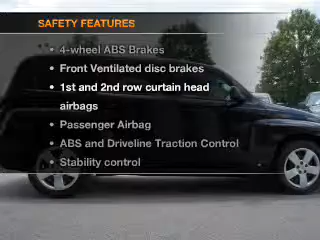 SAFETY FEATURES
• 4-wheel ABS Brakes
• Front Ventilated disc brakes
• 1st and 2nd row curtain head
airbags
• Passenger Airbag
• ABS and Driveline Traction Control
• Stability control